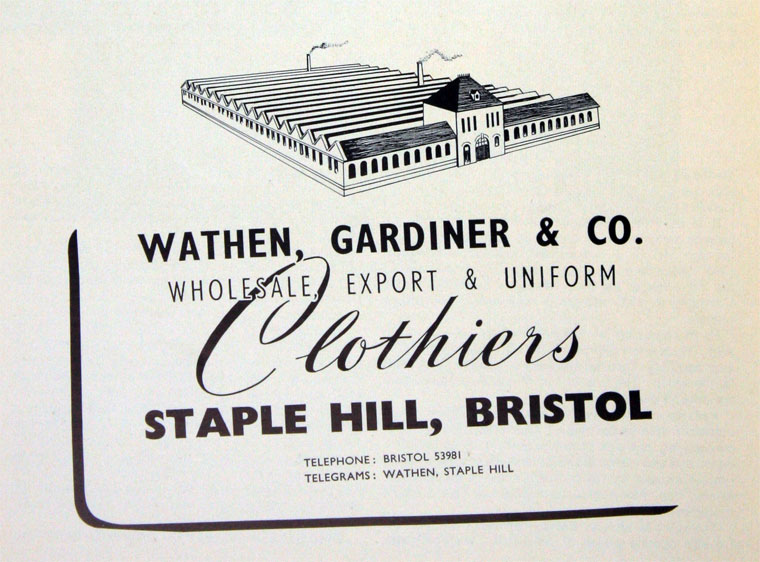 WATHEN, GARDINER & CO.
WHOLESALE, EXPORT & UNIFORM
Clothiers
STAPLE HILL, BRISTOL
TELEPHONE: BRISTOL 53981
TELEGRAMS: WATHEN, STAPLE HILL